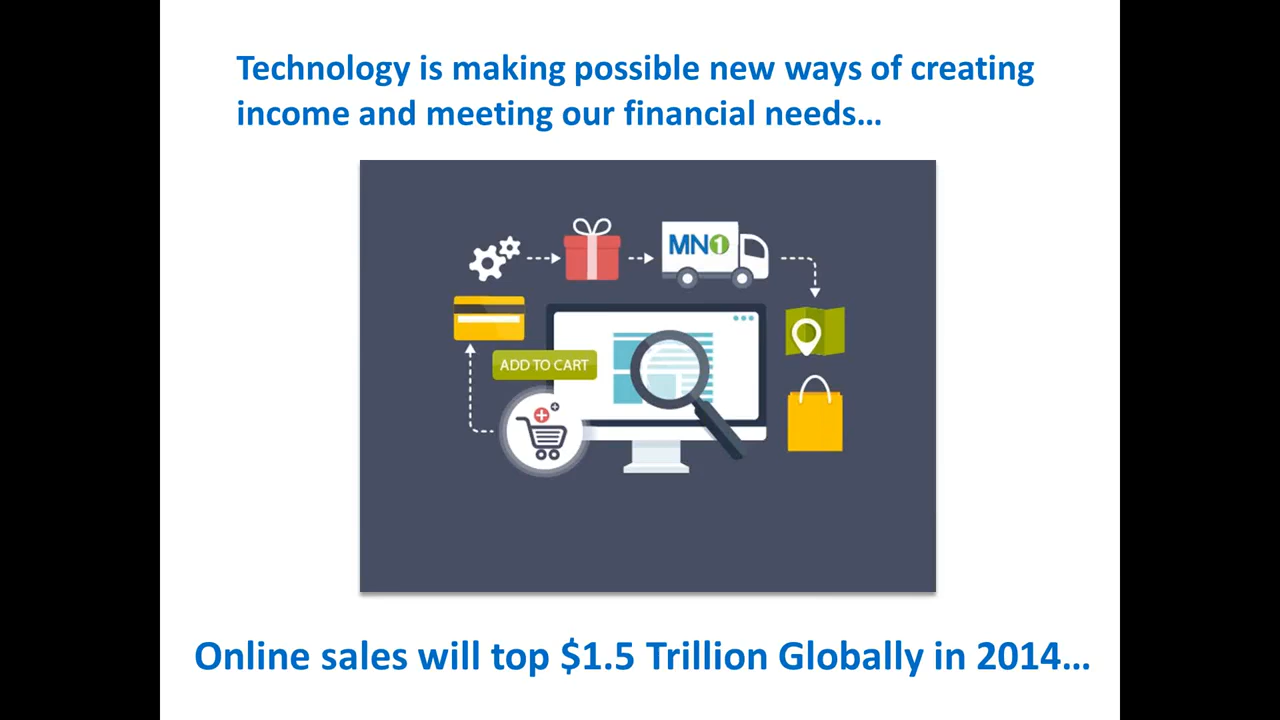 Technology is making possible new ways of creating
income and meeting our financial needs…
MN1
ADD TO CART
Online sales will top $1.5 Trillion Globally in 2014…